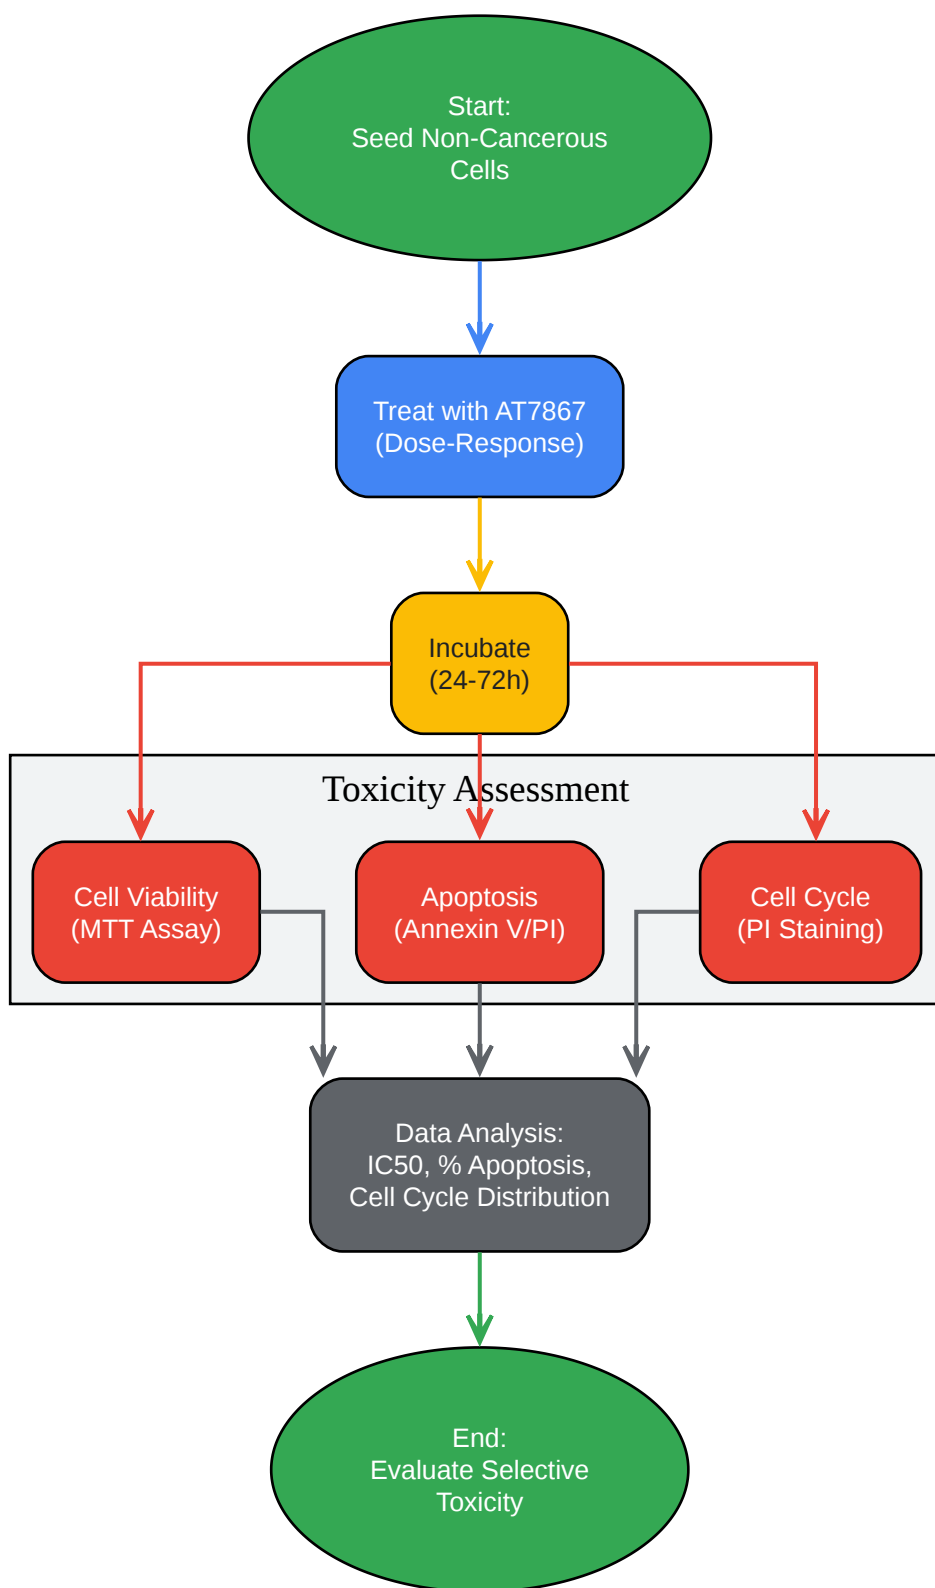 Start:
Seed Non-Cancerous
Cells
Treat with AT7867
(Dose-Response)
Incubate
(24-72h)
Toxicity Assessment
Cell Viability
(MTT Assay)
Apoptosis
(Annexin V/PI)
Cell Cycle
(PI Staining)
Data Analysis:
IC50, % Apoptosis,
Cell Cycle Distribution
End:
Evaluate Selective
Toxicity